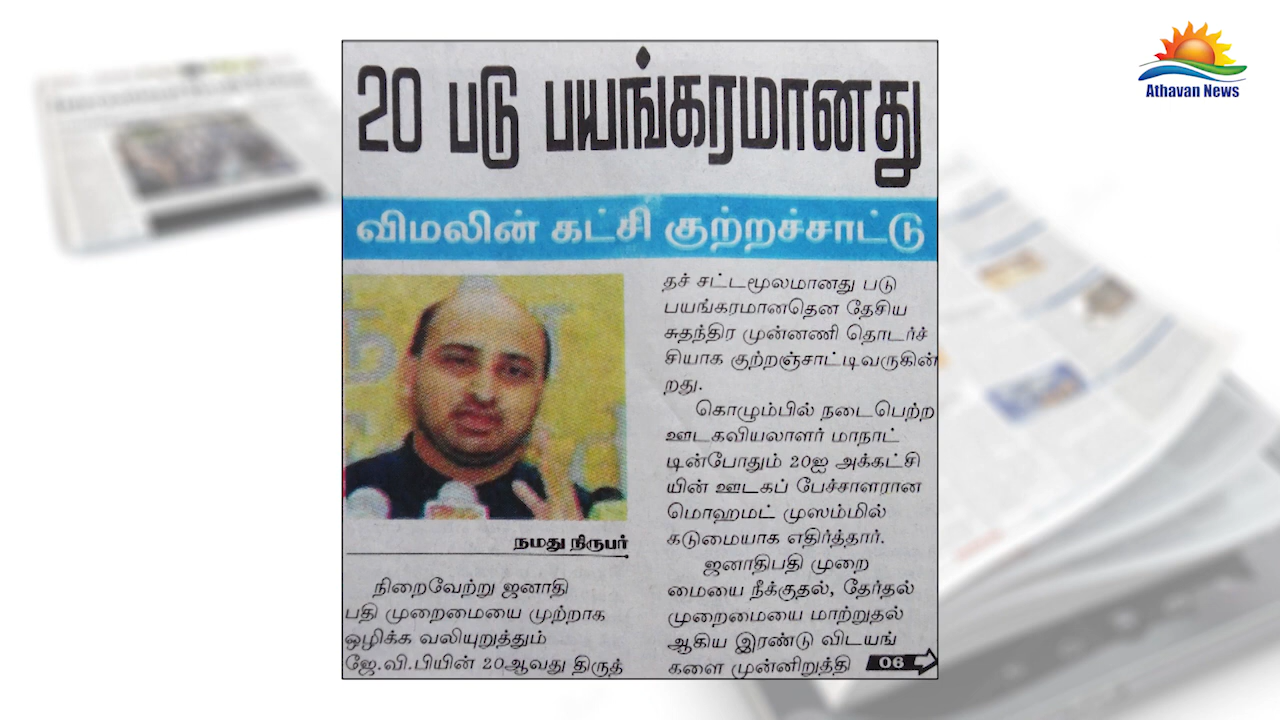 Athavan News
20 படு பயங்கரமானது
விமலின் கட்சி குற்றச்சாட்டு
நமது நிருபர்
நிறைவேற்று ஜனாதி
பதி முறைமையை முற்றாக
ஒழிக்க வலியுறுத்தும்
ஜே.வி.பியின் 20ஆவது திருத்
தச் சட்டமூலமானது படு
பயங்கரமானதென தேசிய
சுதந்திர முன்னணி தொடர்ச்
சியாக குற்றஞ்சாட்டிவருகின்
றது.
கொழும்பில் நடைபெற்ற
ஊடகவியலாளர் மாநாட்
டின்போதும் 20ஐ அக்கட்சி
யின் ஊடகப் பேச்சாளரான
மொஹமட் முஸம்மில்
கடுமையாக எதிர்த்தார்.
ஜனாதிபதி முறை
மையை நீக்குதல், தேர்தல்
முறைமையை மாற்றுதல்
ஆகிய இரண்டு விடயங்
களை முன்னிறுத்தி 06